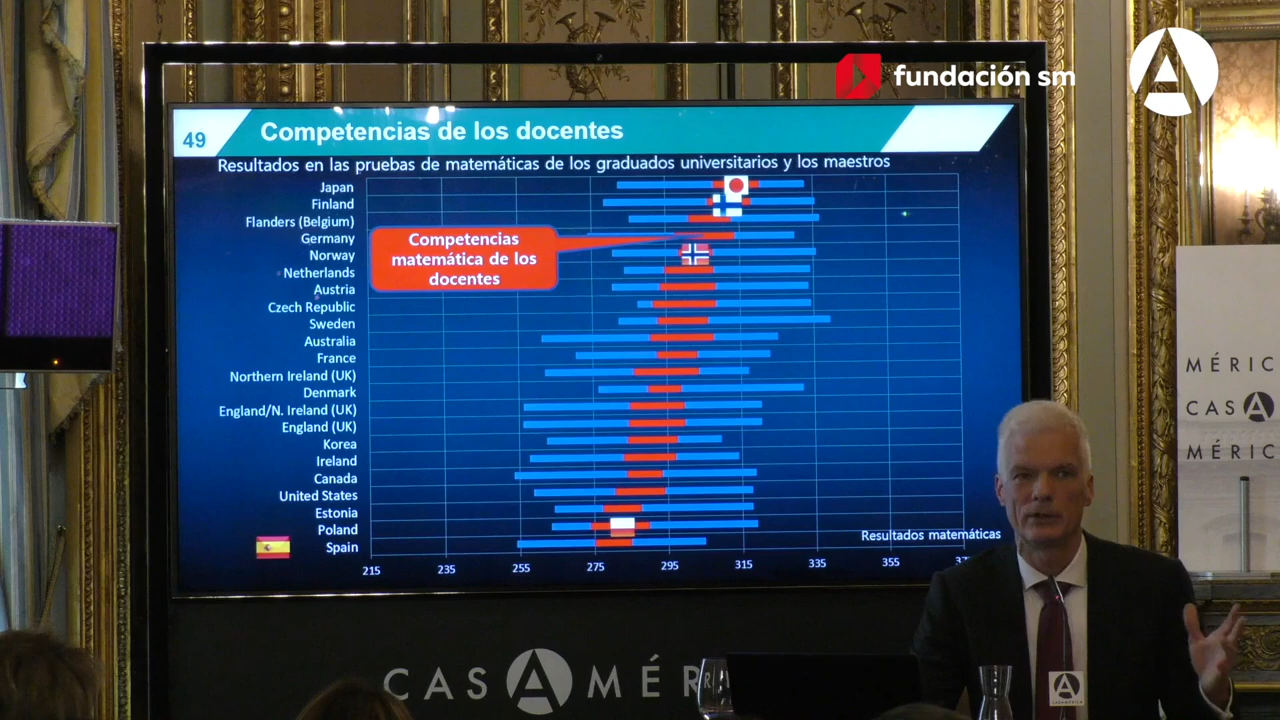 fundación sm
49
Competencias de los docentes
Resultados en las pruebas de matemáticas de los graduados universitarios y los maestros
Japan
Finland
Flanders (Belgium)
Germany
Norway
Netherlands
Austria
Czech Republic
Sweden
Australia
France
Northern Ireland (UK)
Denmark
England/N. Ireland (UK)
England (UK)
Korea
Ireland
Canada
United States
Estonia
Poland
Spain
Competencias
matemática de los
docentes
Resultados matemáticas
215 235 255 275 295 315 335 355
CASAMÉR
MÉRIC
CASA
MÉRIC